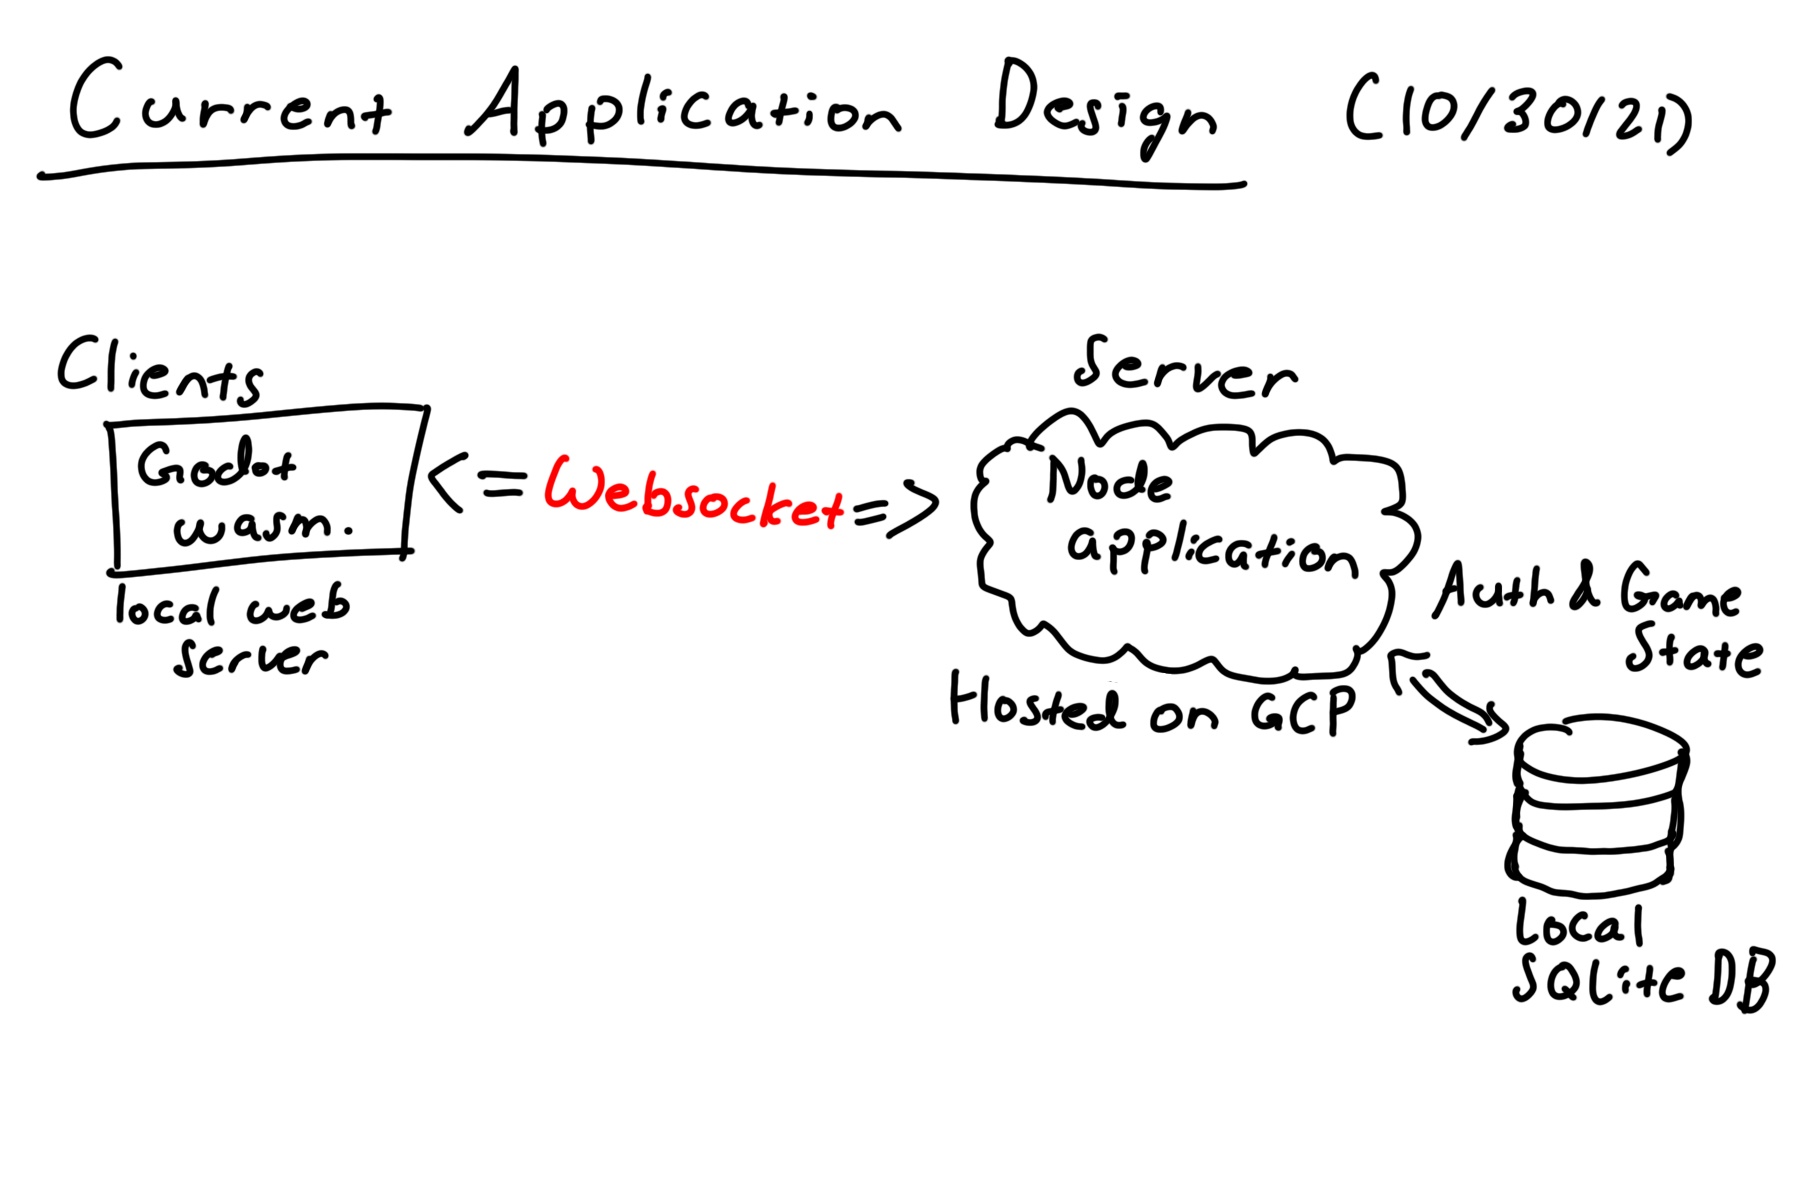 Current Application Design (10/30/21)
Clients
Godot
wasm.
local web
server
<= Websocket =>
Server
Node
application
Hosted on GCP
Auth & Game
State
Local
SQLite DB